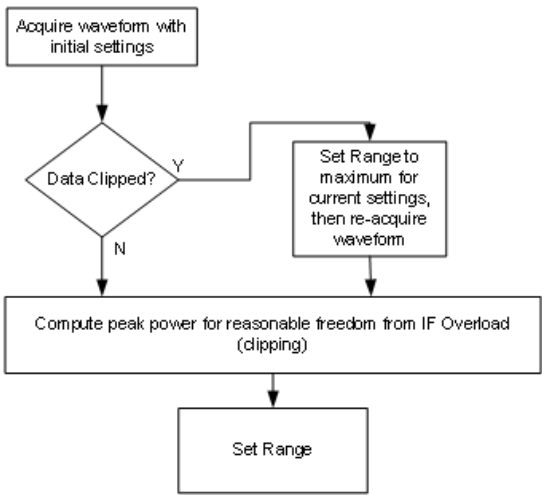 Acquire waveform with
initial settings
Data Clipped?
Y
Set Range to
maximum for
current settings,
then re-acquire
waveform
N
Compute peak power for reasonable freedom from IF Overload
(clipping)
Set Range